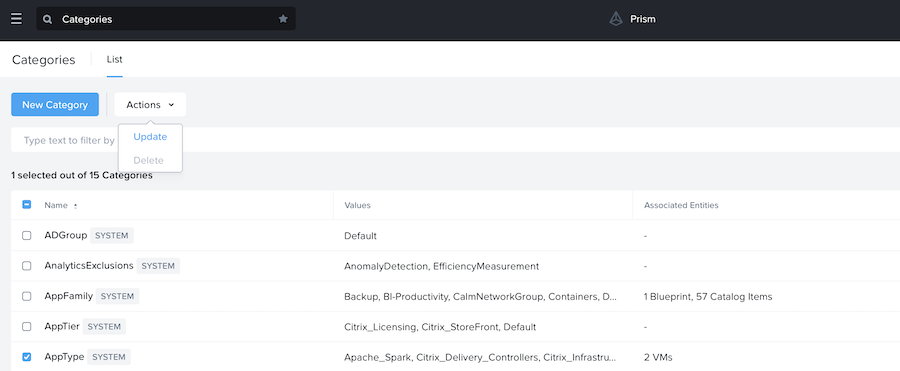 Categories Prism
Categories List
New Category Actions
Update
Type text to filter by
Delete
1 selected out of 15 Categories
Name Values Associated Entities
ADGroup SYSTEM Default -
AnalyticsExclusions SYSTEM AnomalyDetection, EfficiencyMeasurement -
AppFamily SYSTEM Backup, BI-Productivity, CalmNetworkGroup, Containers, D... 1 Blueprint, 57 Catalog Items
AppTier SYSTEM Citrix_Licensing, Citrix_StoreFront, Default -
AppType SYSTEM Apache_Spark, Citrix_Delivery_Controllers, Citrix_Infrastru... 2 VMs